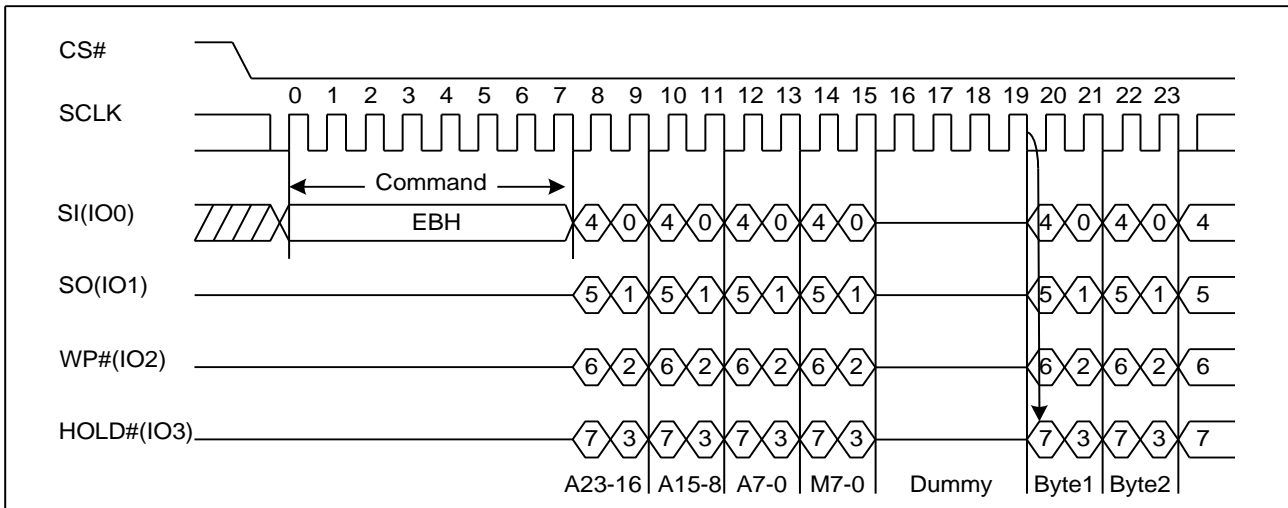 CS#
0 1 2 3 4 5 6 7 8 9 10 11 12 13 14 15 16 17 18 19 20 21 22 23
SCLK
Command
SI(IO0) EBH 4 0 4 0 4 0 4 0 4 0 4 0 4
SO(IO1) 5 1 5 1 5 1 5 1 5 1 5 1 5
WP#(IO2) 6 2 6 2 6 2 6 2 6 2 6 2 6
HOLD#(IO3) 7 3 7 3 7 3 7 3 7 3 7 3 7
A23-16 A15-8 A7-0 M7-0 Dummy Byte1 Byte2